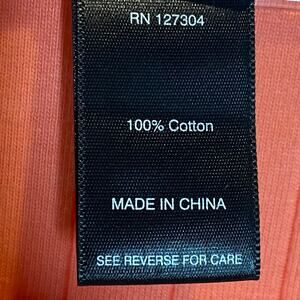 RN 127304
100% Cotton
MADE IN CHINA
SEE REVERSE FOR CARE